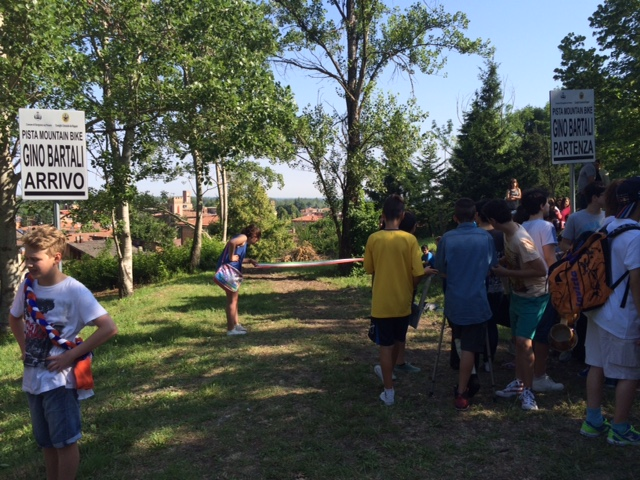 PISTA MOUNTAIN BIKE
GINO BARTALI
ARRIVO
PISTA MOUNTAIN BIKE
GINO BARTALI
PARTENZA